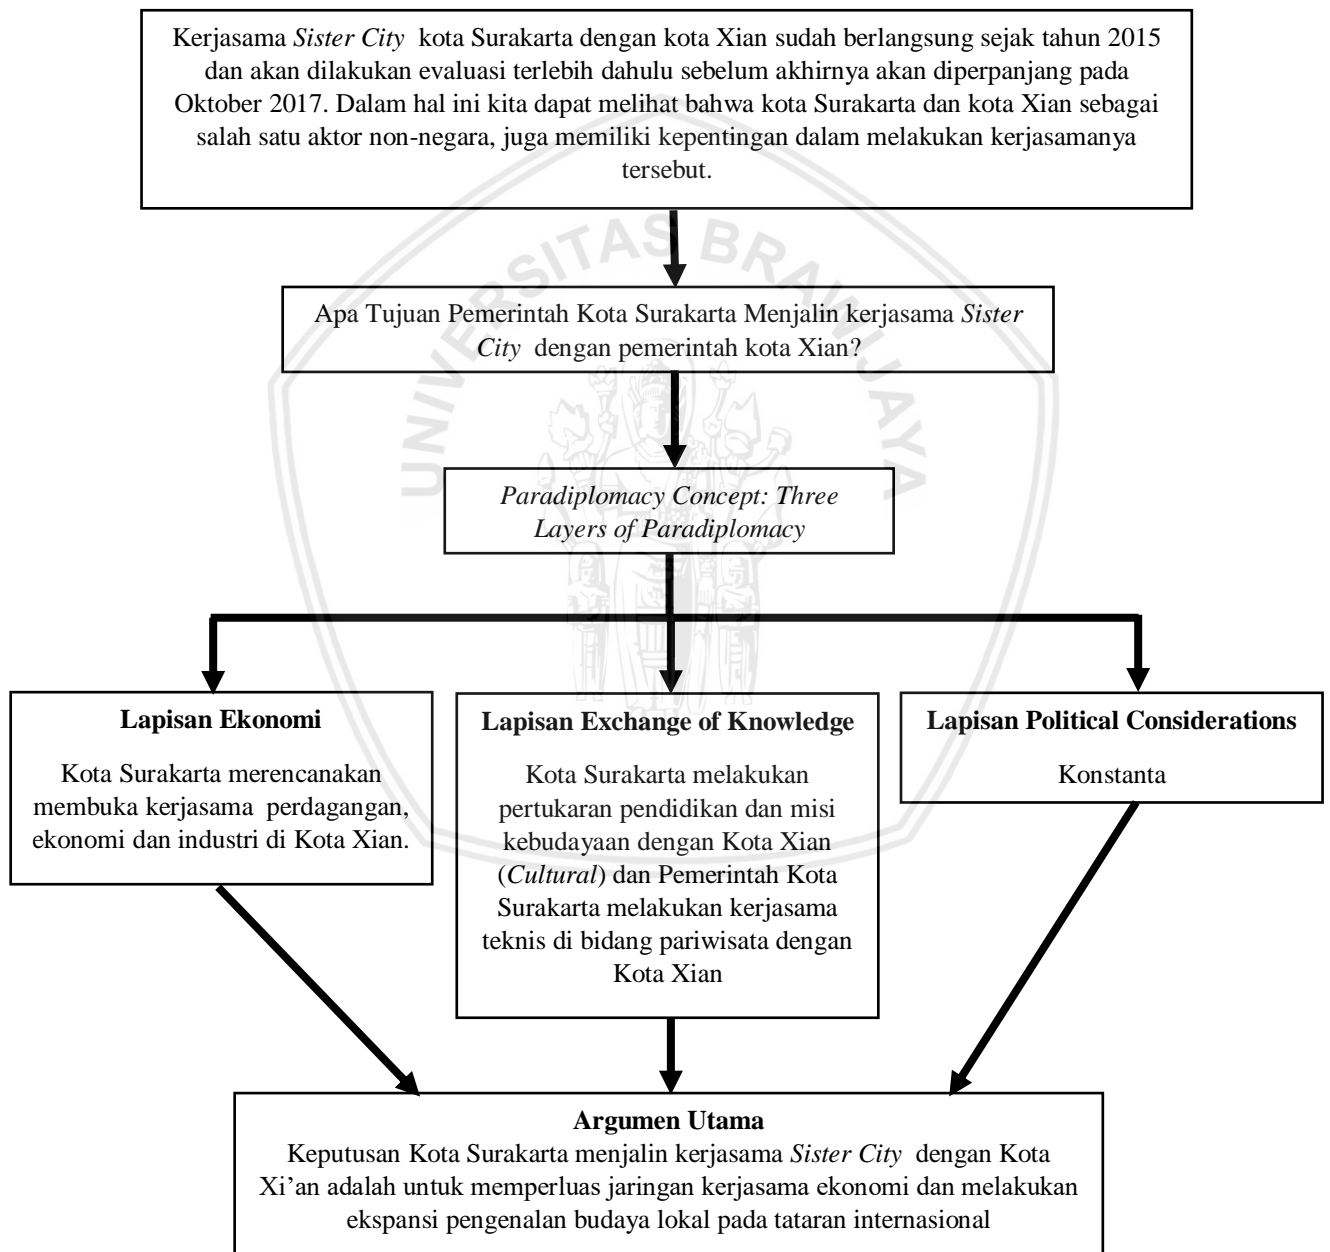 Kerjasama Sister City kota Surakarta dengan kota Xian sudah berlangsung sejak tahun 2015
dan akan dilakukan evaluasi terlebih dahulu sebelum akhirnya akan diperpanjang pada
Oktober 2017. Dalam hal ini kita dapat melihat bahwa kota Surakarta dan kota Xian sebagai
salah satu aktor non-negara, juga memiliki kepentingan dalam melakukan kerjasamanya
tersebut.
UNIVERSITAS BRAWIJAYA
Apa Tujuan Pemerintah Kota Surakarta Menjalin kerjasama Sister
City dengan pemerintah kota Xian?
Paradiplomacy Concept: Three
Layers of Paradiplomacy
Lapisan Ekonomi
Kota Surakarta merencanakan
membuka kerjasama perdagangan,
ekonomi dan industri di Kota Xian.
Lapisan Exchange of Knowledge
Kota Surakarta melakukan
pertukaran pendidikan dan misi
kebudayaan dengan Kota Xian
(Cultural) dan Pemerintah Kota
Surakarta melakukan kerjasama
teknis di bidang pariwisata dengan
Kota Xian
Lapisan Political Considerations
Konstanta
Argumen Utama
Keputusan Kota Surakarta menjalin kerjasama Sister City dengan Kota
Xi’an adalah untuk memperluas jaringan kerjasama ekonomi dan melakukan
ekspansi pengenalan budaya lokal pada tataran internasional